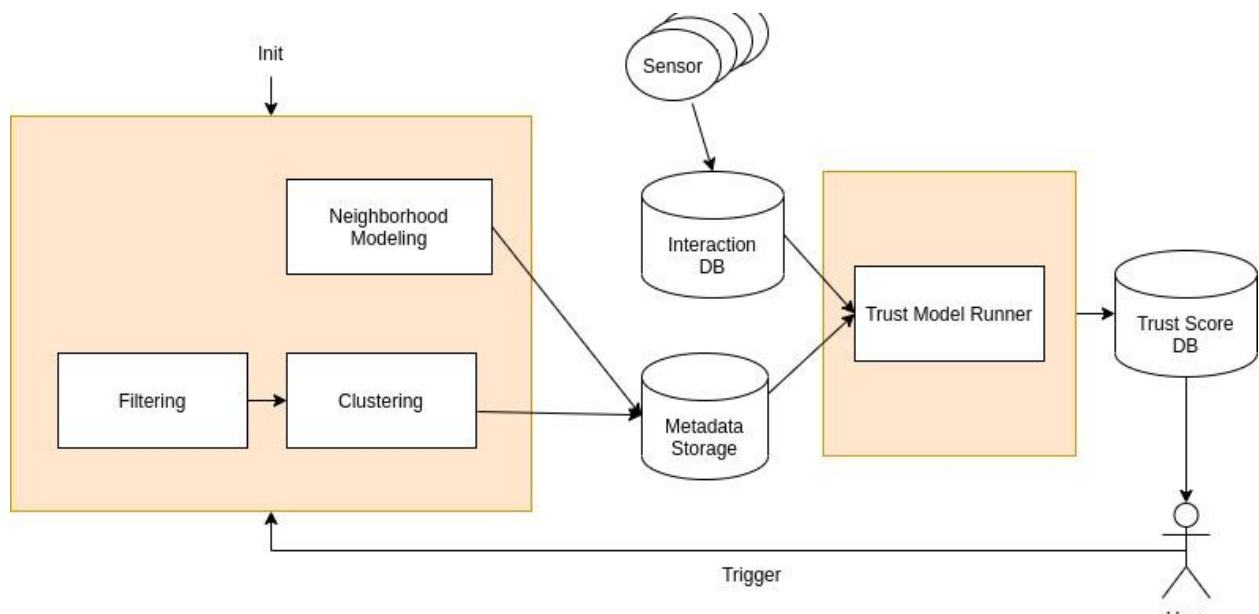 Init
Sensor
Neighborhood
Modeling
Interaction
DB
Trust Model Runner
Trust Score
DB
Filtering
Clustering
Metadata
Storage
Trigger